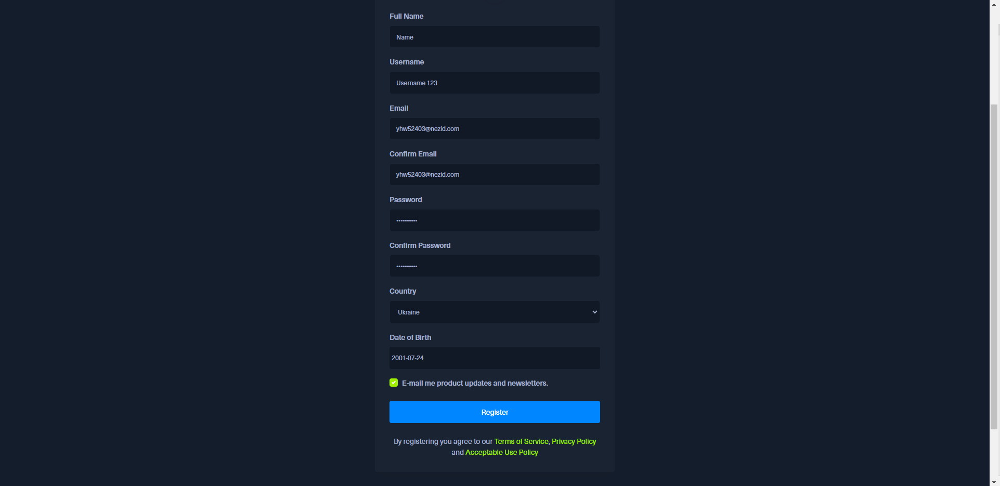 Full Name
Name
Username
Username 123
Email
yhw52403@nezid.com
Confirm Email
yhw52403@nezid.com
Password
••••••••••
Confirm Password
••••••••••
Country
Ukraine
Date of Birth
2001-07-24
E-mail me product updates and newsletters.
Register
By registering you agree to our Terms of Service, Privacy Policy
and Acceptable Use Policy